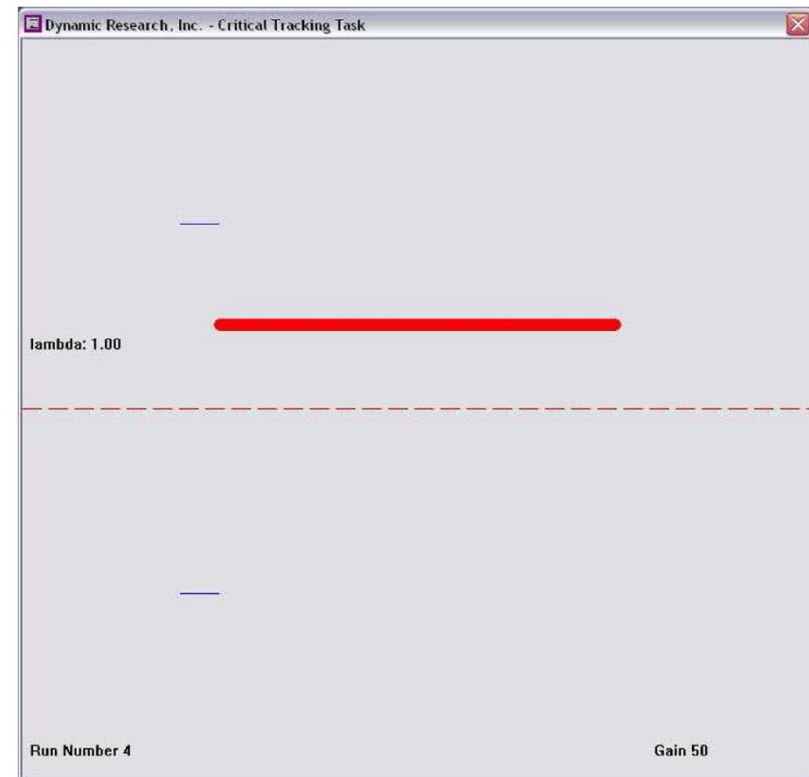 Dynamic Research, Inc. - Critical Tracking Task
lambda: 1.00
Run Number 4
Gain 50